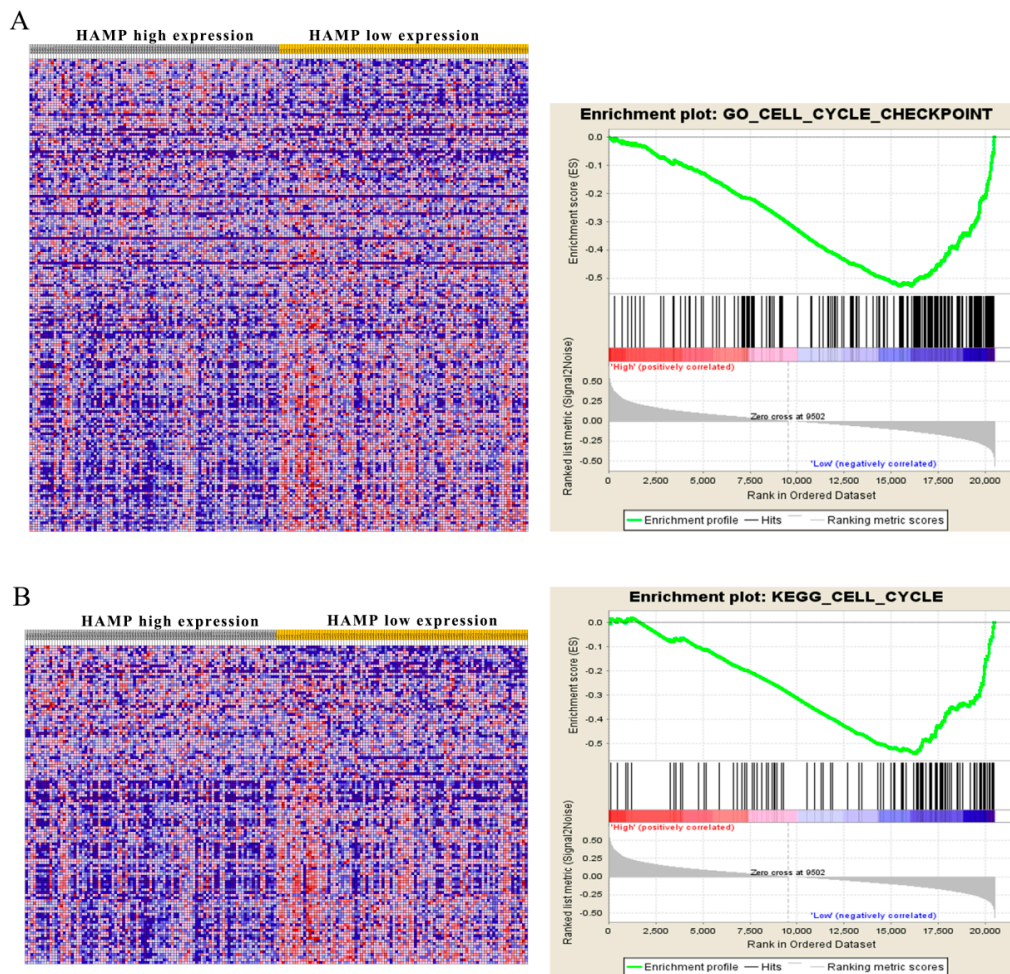 A
HAMP high expression HAMP low expression
Enrichment plot: GO_CELL_CYCLE_CHECKPOINT
Enrichment score (ES)
0.0
-0.1
-0.2
-0.3
-0.4
-0.5
'High' (positively correlated)
Ranked list metric (Signal2Noise)
0.50
0.25
0.00
-0.25
-0.50
Zero cross at 9502
'Low' (negatively correlated)
0 2,500 5,000 7,500 10,000 12,500 15,000 17,500 20,000
Rank in Ordered Dataset
Enrichment profile Hits Ranking metric scores
B
HAMP high expression HAMP low expression
Enrichment plot: KEGG_CELL_CYCLE
Enrichment score (ES)
0.0
-0.1
-0.2
-0.3
-0.4
-0.5
'High' (positively correlated)
Ranked list metric (Signal2Noise)
0.50
0.25
0.00
-0.25
-0.50
Zero cross at 9502
'Low' (negatively correlated)
0 2,500 5,000 7,500 10,000 12,500 15,000 17,500 20,000
Rank in Ordered Dataset
Enrichment profile Hits Ranking metric scores